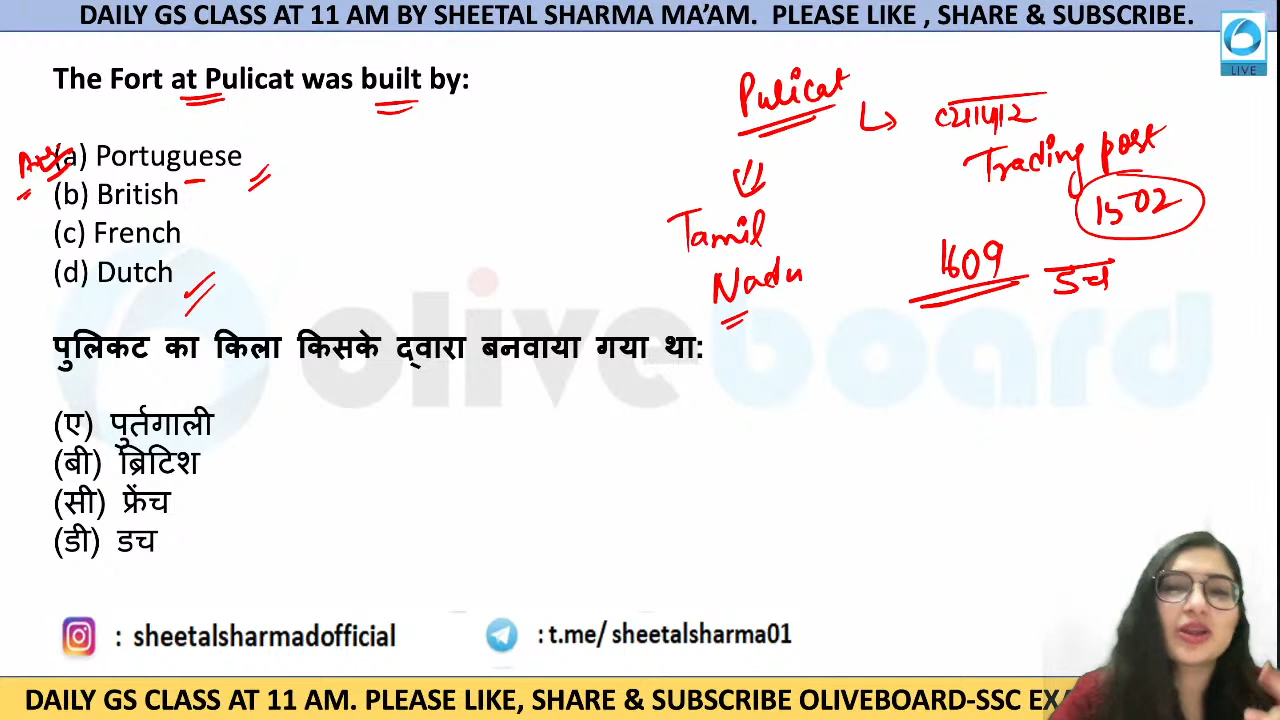 DAILY GS CLASS AT 11 AM BY SHEETAL SHARMA MA’AM. PLEASE LIKE , SHARE & SUBSCRIBE.
LIVE
The Fort at Pulicat was built by:
(a) Portuguese
(b) British
(c) French
(d) Dutch
Pulicat
व्यापार
Trading post
1502
Tamil
Nadu
1609 डच
पुलिकट का किला किसके द्वारा बनवाया गया था:
oliveboard
(ए) पुर्तगाली
(बी) ब्रिटिश
(सी) फ्रेंच
(डी) डच
: sheetalsharmadofficial
: t.me/ sheetalsharma01
DAILY GS CLASS AT 11 AM. PLEASE LIKE, SHARE & SUBSCRIBE OLIVEBOARD-SSC